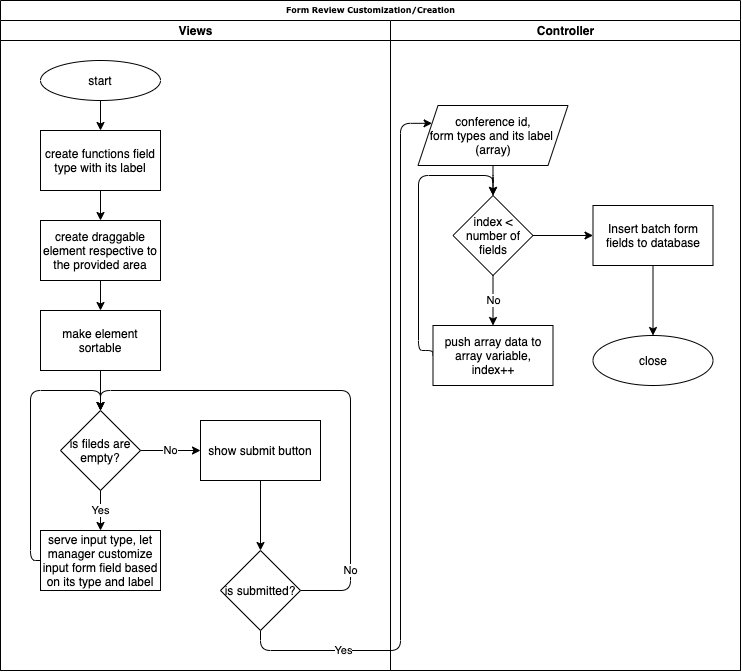 Form Review Customization/Creation
Views
Controller
start
create functions field
type with its label
create draggable
element respective to
the provided area
make element
sortable
is fileds are
empty?
No
show submit button
Yes
serve input type, let
manager customize
input form field based
on its type and label
is submitted?
No
Yes
conference id,
form types and its label
(array)
index <
number of
fields
No
push array data to
array variable,
index++
Insert batch form
fields to database
close